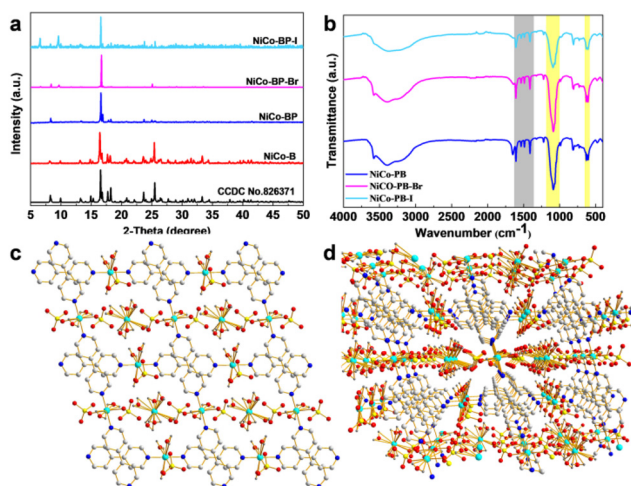 a
Intensity (a.u.)
NiCo-BP-I
NiCo-BP-Br
NiCo-BP
NiCo-B
CCDC No.826371
5 10 15 20 25 30 35 40 45 50
2-Theta (degree)
b
Transmittance (a.u.)
NiCo-PB
NiCO-PB-Br
NiCo-PB-I
4000 3500 3000 2500 2000 1500 1000 500
Wavenumber (cm-1)
c
d